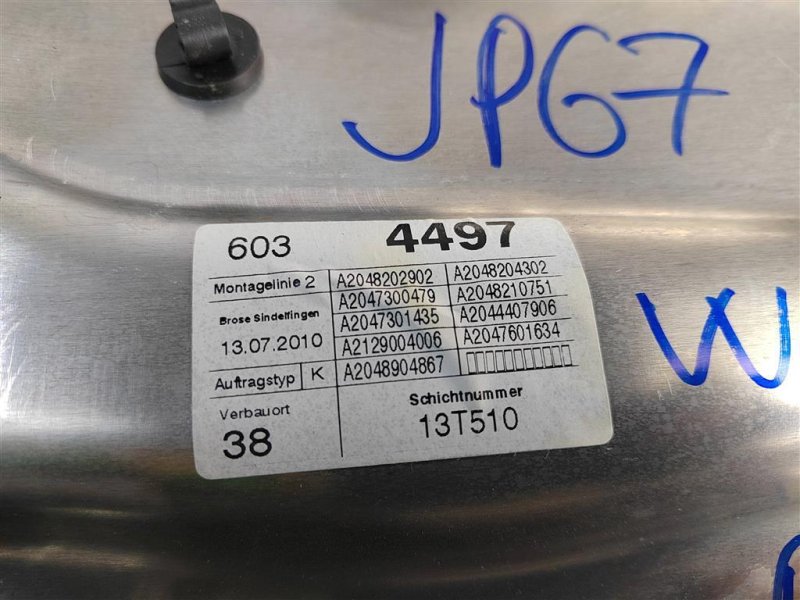 JPG7
603 4497
Montagelinie 2 A2048202902 A2048204302
A2047300479 A2048210751
Brose Sindelfingen A2047301435 A2044407906
13.07.2010 A2129004006 A2047601634
Auftragstyp K A2048904867
Verbauort Schichtnummer
38 13T510
W